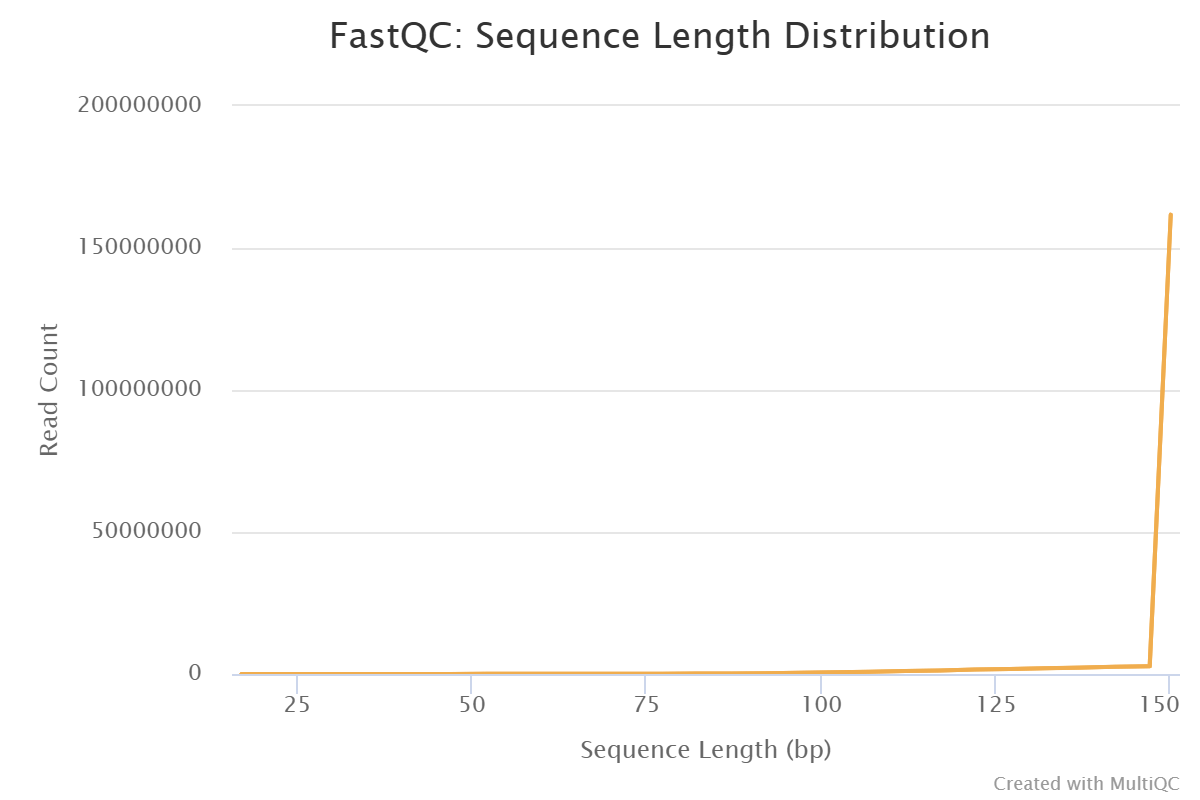 FastQC: Sequence Length Distribution
200000000
150000000
100000000
50000000
0
Read Count
25 50 75 100 125 150
Sequence Length (bp)
Created with MultiQC